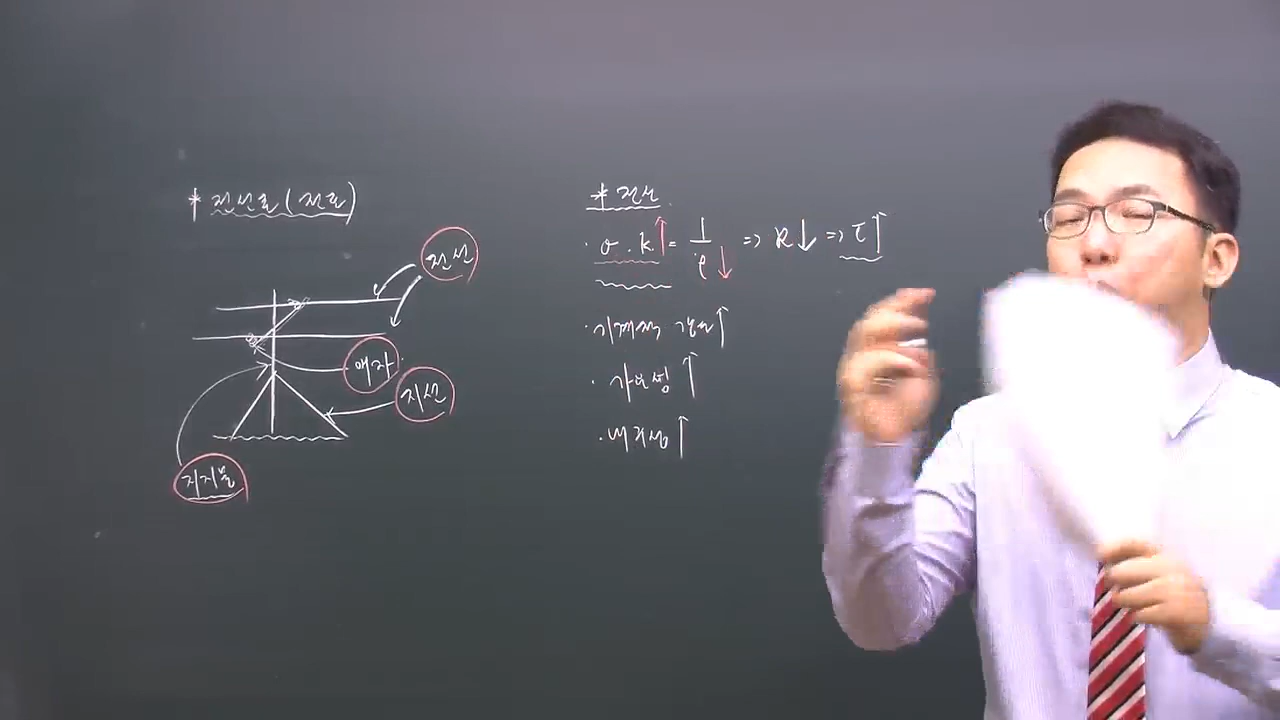 * 전선로 (전로)
전선
애자
지선
지지물
* 전선
· σ . k ↑ = 1/ρ ↓ => R ↓ => I ↑
· 기계적 강도 ↑
· 가요성 ↑
· 내구성 ↑